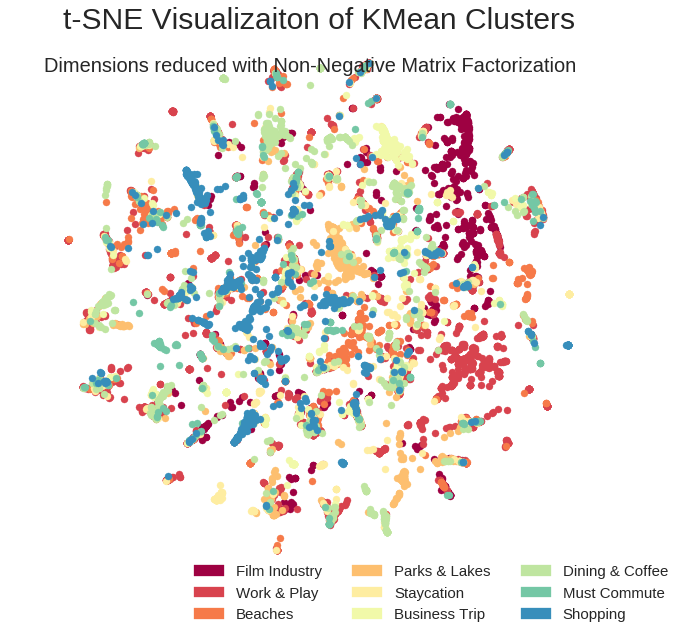 t-SNE Visualizaiton of KMean Clusters
Dimensions reduced with Non-Negative Matrix Factorization
Film Industry
Work & Play
Beaches
Parks & Lakes
Staycation
Business Trip
Dining & Coffee
Must Commute
Shopping